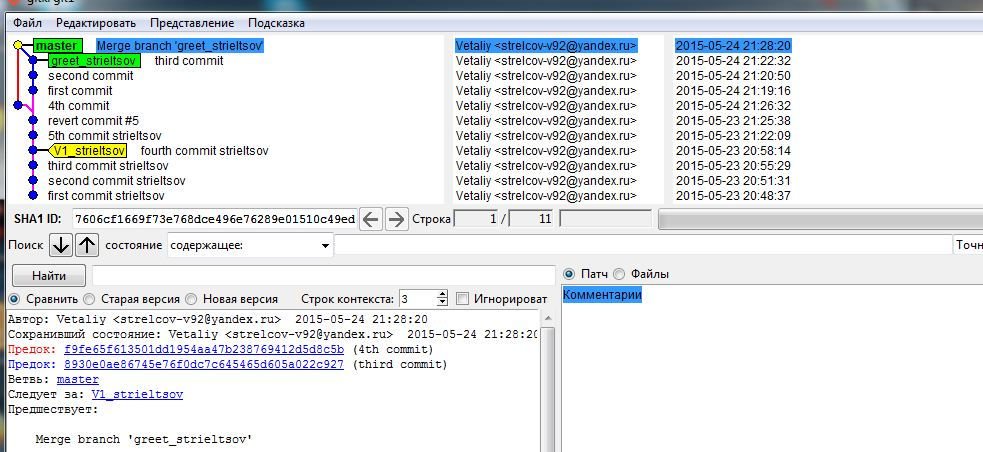 Файл Редактировать Представление Подсказка
master Merge branch 'greet_strieltsov' Vetaliy <strelcov-v92@yandex.ru> 2015-05-24 21:28:20
greet_strieltsov third commit Vetaliy <strelcov-v92@yandex.ru> 2015-05-24 21:22:32
second commit Vetaliy <strelcov-v92@yandex.ru> 2015-05-24 21:20:50
first commit Vetaliy <strelcov-v92@yandex.ru> 2015-05-24 21:19:16
4th commit Vetaliy <strelcov-v92@yandex.ru> 2015-05-24 21:26:32
revert commit #5 Vetaliy <strelcov-v92@yandex.ru> 2015-05-24 21:25:38
5th commit strieltsov Vetaliy <strelcov-v92@yandex.ru> 2015-05-24 21:22:09
V1_strieltsov fourth commit strieltsov Vetaliy <strelcov-v92@yandex.ru> 2015-05-23 20:58:14
third commit strieltsov Vetaliy <strelcov-v92@yandex.ru> 2015-05-23 20:55:29
second commit strieltsov Vetaliy <strelcov-v92@yandex.ru> 2015-05-23 20:51:31
first commit strieltsov Vetaliy <strelcov-v92@yandex.ru> 2015-05-23 20:48:37
SHA1 ID: 7606cf1669f73e768dce496e76289e01510c49ed Строка 1 / 11
Поиск состояние содержащее: Точн
Найти Патч Файлы
Сравнить Старая версия Новая версия Строк контекста: 3 Игнорироват
Комментарии
Автор: Vetaliy <strelcov-v92@yandex.ru> 2015-05-24 21:28:20
Сохранивший состояние: Vetaliy <strelcov-v92@yandex.ru> 2015-05-24 21:28:20
Предок: f9fe65f613501dd1954aa47b238769412d5d8c5b (4th commit)
Предок: 8930e0ae86745e76f0dc7c645465d605a022c927 (third commit)
Ветвь: master
Следует за: V1_strieltsov
Предшествует:
Merge branch 'greet_strieltsov'